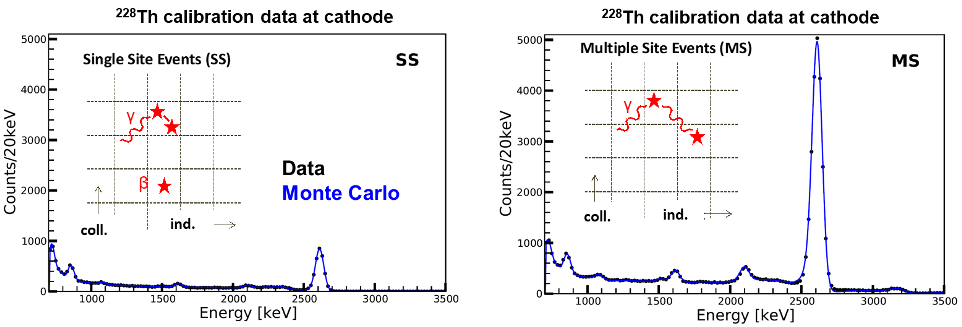 ²²⁸Th calibration data at cathode
5000
4000
3000
2000
1000
0
Counts/20keV
Single Site Events (SS)
SS
γ
β
coll.
ind.
Data
Monte Carlo
1000 1500 2000 2500 3000 3500
Energy [keV]
²²⁸Th calibration data at cathode
5000
4000
3000
2000
1000
0
Counts/20keV
Multiple Site Events (MS)
MS
γ
coll.
ind.
1000 1500 2000 2500 3000 3500
Energy [keV]